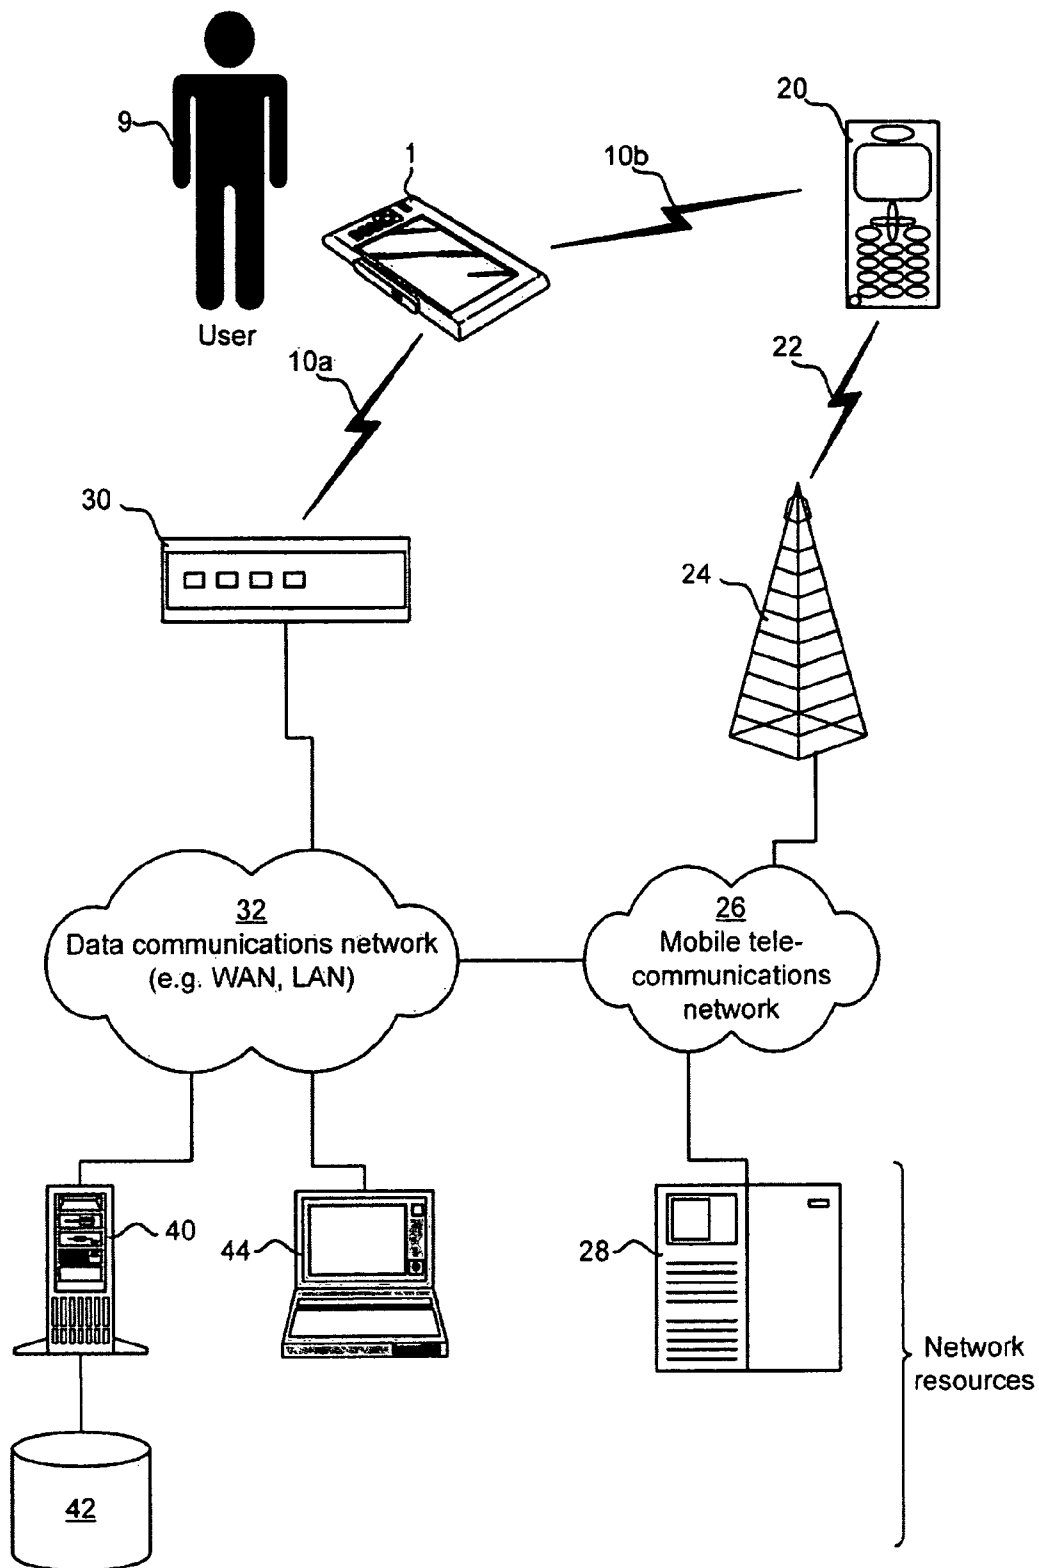 20
9
1
10b
User
10a
22
30
24
32
Data communications network
(e.g. WAN, LAN)
26
Mobile tele-
communications
network
40
44
28
Network
resources
42